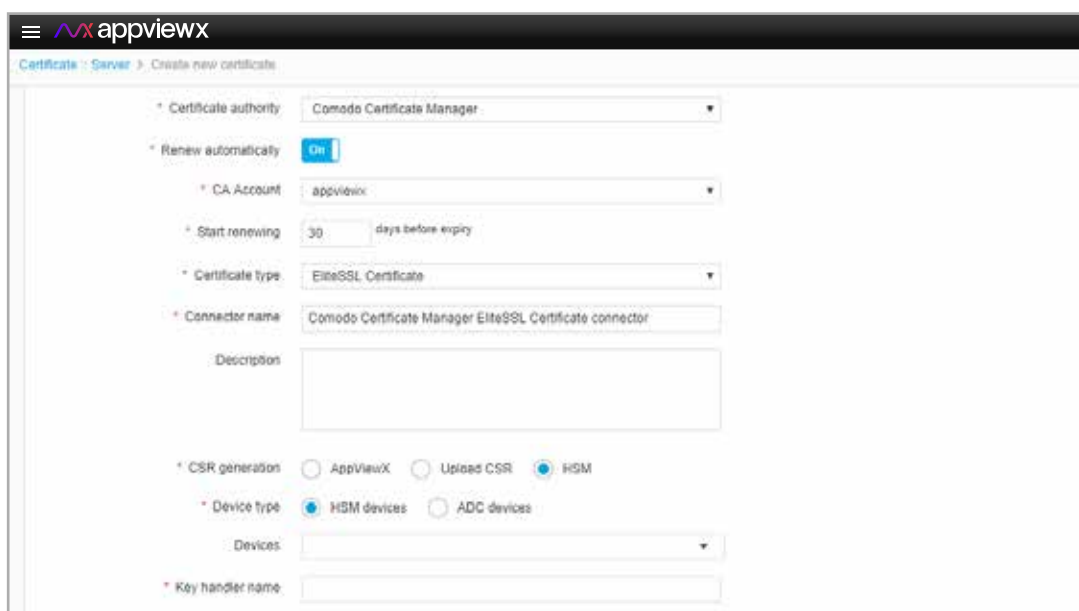 appviewx
Certificate : Server > Create new certificate
* Certificate authority Comodo Certificate Manager
* Renew automatically On
* CA Account appviewx
* Start renewing 30 days before expiry
* Certificate type EliteSSL Certificate
* Connector name Comodo Certificate Manager EliteSSL Certificate connector
Description
* CSR generation AppViewX Upload CSR HSM
* Device type HSM devices ADC devices
Devices
* Key handler name